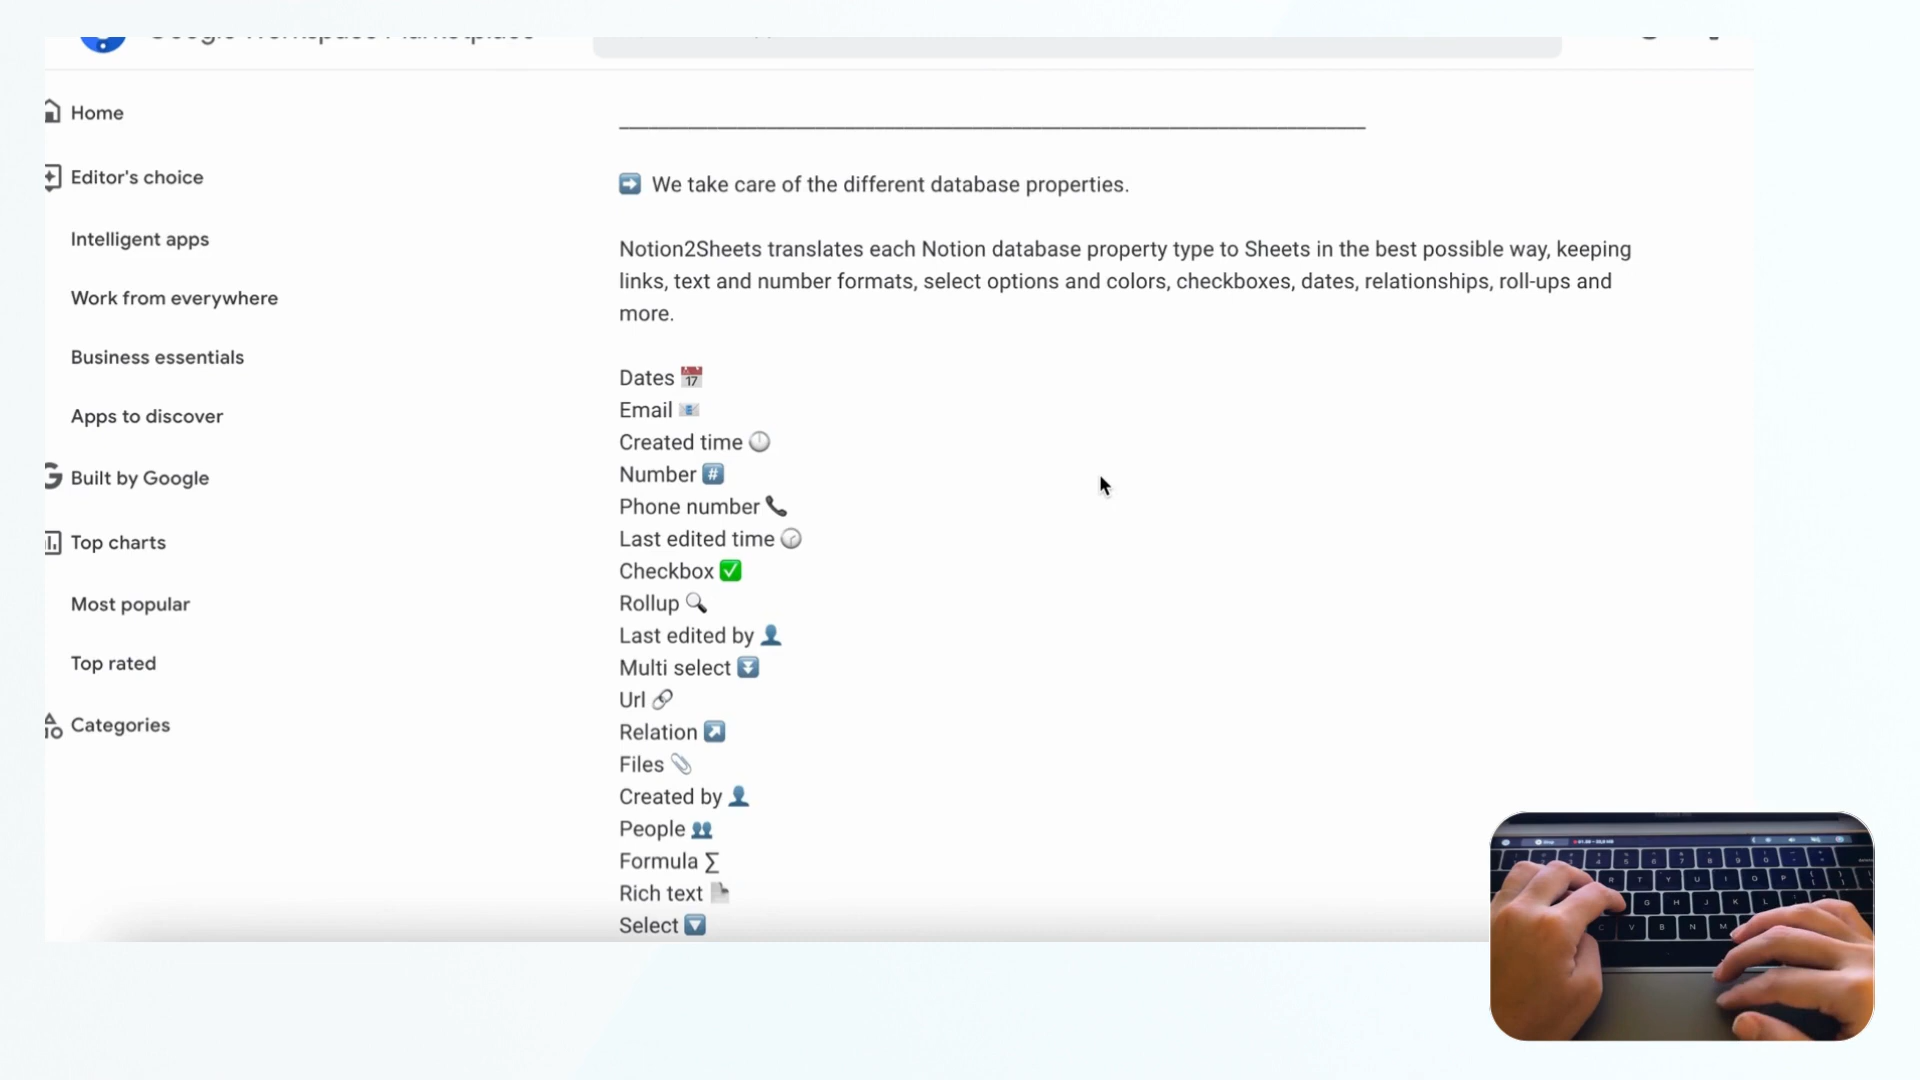 Google Workspace Marketplace
Home
Editor's choice
Intelligent apps
Work from everywhere
Business essentials
Apps to discover
Built by Google
Top charts
Most popular
Top rated
Categories
➡️ We take care of the different database properties.
Notion2Sheets translates each Notion database property type to Sheets in the best possible way, keeping
links, text and number formats, select options and colors, checkboxes, dates, relationships, roll-ups and
more.
Dates 📅
Email 📧
Created time 🕛
Number #️⃣
Phone number 📞
Last edited time 🕝
Checkbox ✅
Rollup 🔍
Last edited by 👤
Multi select ⏬
Url 🔗
Relation ↗️
Files 📎
Created by 👤
People 👥
Formula ∑
Rich text 📄
Select 🔽